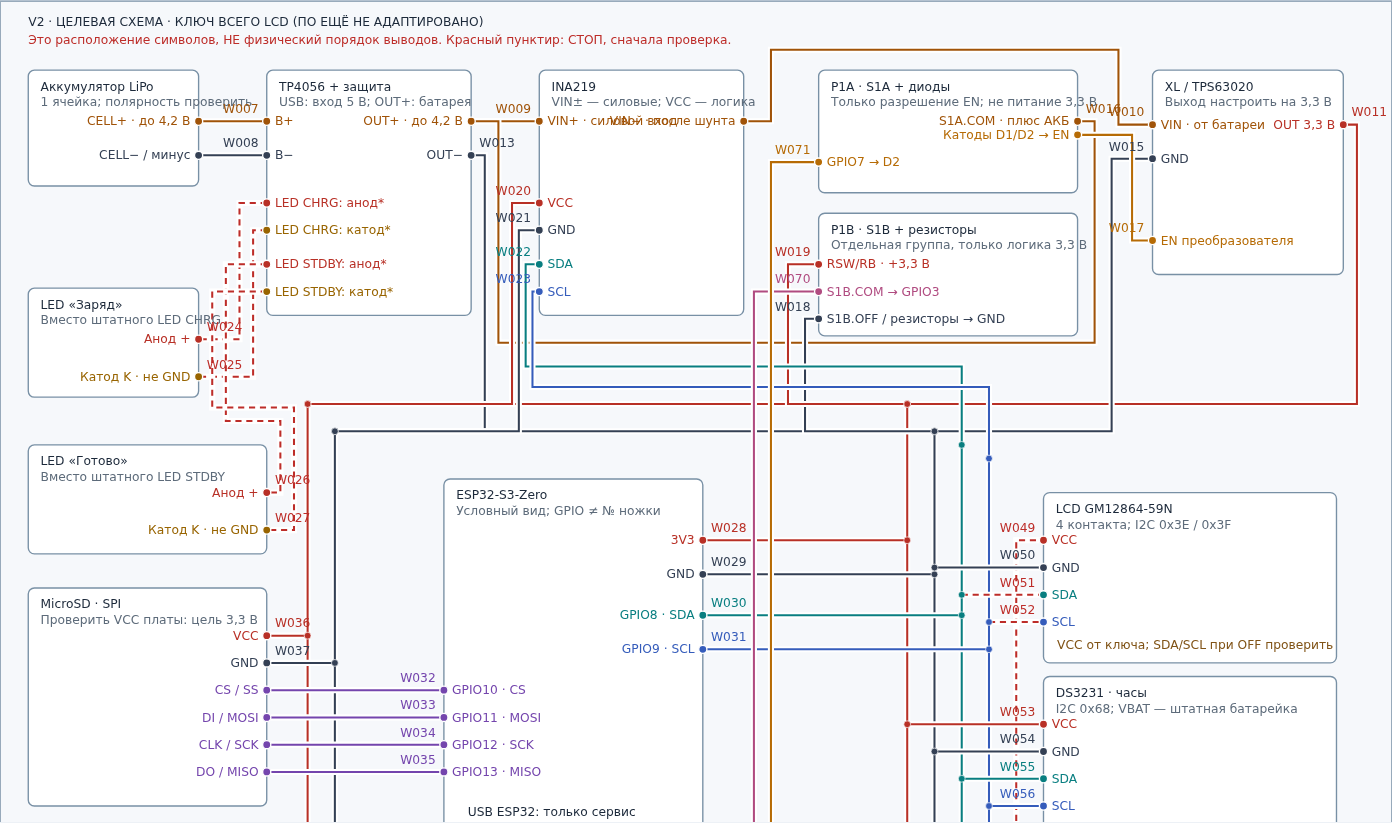 V2 · ЦЕЛЕВАЯ СХЕМА · КЛЮЧ ВСЕГО LCD (ПО ЕЩЁ НЕ АДАПТИРОВАНО)
Это расположение символов, НЕ физический порядок выводов. Красный пунктир: СТОП, сначала проверка.
Аккумулятор LiPo
1 ячейка; полярность проверить
CELL+ · до 4,2 В
CELL− / минус
W007
W008
TP4056 + защита
USB: вход 5 В; OUT+: батарея
B+
OUT+ · до 4,2 В
B−
OUT−
LED CHRG: анод*
LED CHRG: катод*
LED STDBY: анод*
LED STDBY: катод*
W009
W013
INA219
VIN± — силовые; VCC — логика
VIN+ · силовой вход
VIN− · после шунта
W020
VCC
W021
GND
W022
SDA
W023
SCL
P1A · S1A + диоды
Только разрешение EN; не питание 3,3 В
S1A.COM · плюс АКБ
Катоды D1/D2 → EN
W071
GPIO7 → D2
W016
W010
W015
W017
XL / TPS63020
Выход настроить на 3,3 В
VIN · от батареи
OUT 3,3 В
W011
GND
EN преобразователя
P1B · S1B + резисторы
Отдельная группа, только логика 3,3 В
W019
RSW/RB · +3,3 В
W070
S1B.COM → GPIO3
W018
S1B.OFF / резисторы → GND
LED «Заряд»
Вместо штатного LED CHRG
Анод +
W024
Катод K · не GND
W025
LED «Готово»
Вместо штатного LED STDBY
Анод +
W026
Катод K · не GND
W027
MicroSD · SPI
Проверить VCC платы: цель 3,3 В
VCC
W036
GND
W037
CS / SS
W032
DI / MOSI
W033
CLK / SCK
W034
DO / MISO
W035
ESP32-S3-Zero
Условный вид; GPIO ≠ № ножки
3V3
W028
GND
W029
GPIO8 · SDA
W030
GPIO9 · SCL
W031
GPIO10 · CS
GPIO11 · MOSI
GPIO12 · SCK
GPIO13 · MISO
USB ESP32: только сервис
LCD GM12864-59N
4 контакта; I2C 0x3E / 0x3F
W049
VCC
W050
GND
W051
SDA
W052
SCL
VCC от ключа; SDA/SCL при OFF проверить
DS3231 · часы
I2C 0x68; VBAT — штатная батарейка
W053
VCC
W054
GND
W055
SDA
W056
SCL